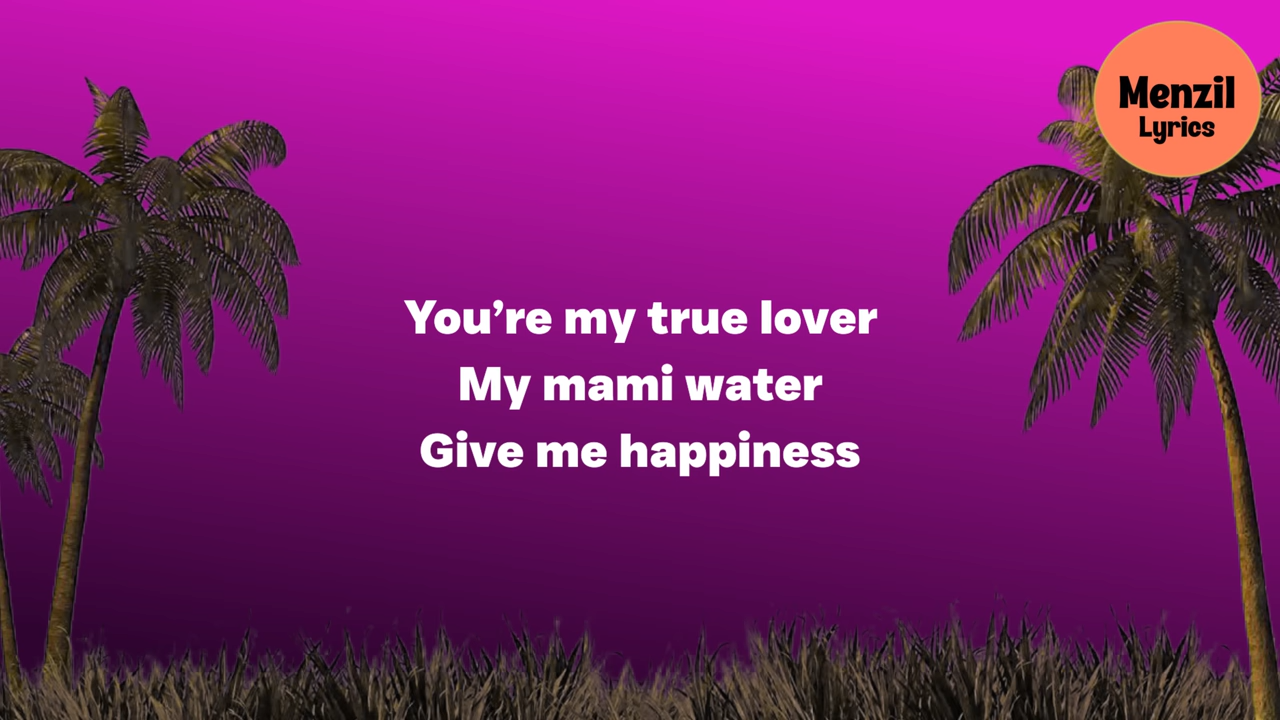 Menzil
Lyrics
You’re my true lover
My mami water
Give me happiness